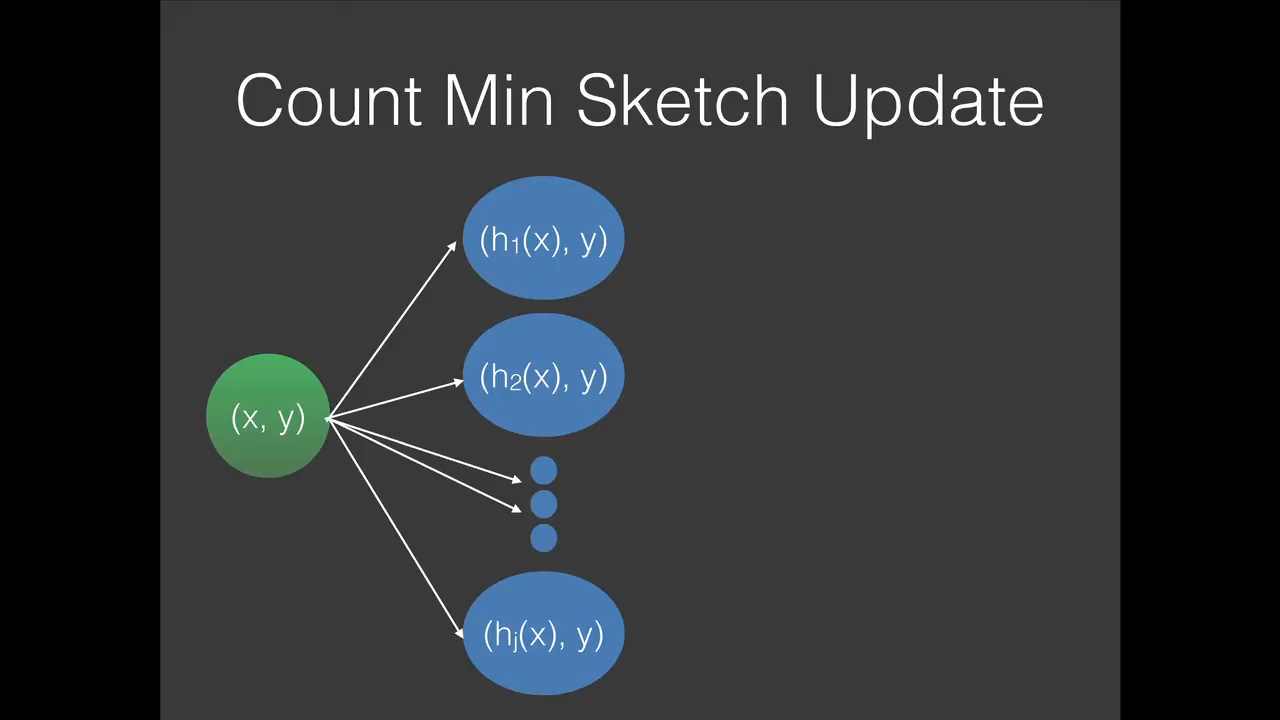 Count Min Sketch Update
(h₁(x), y)
(h₂(x), y)
(x, y)
(hⱼ(x), y)